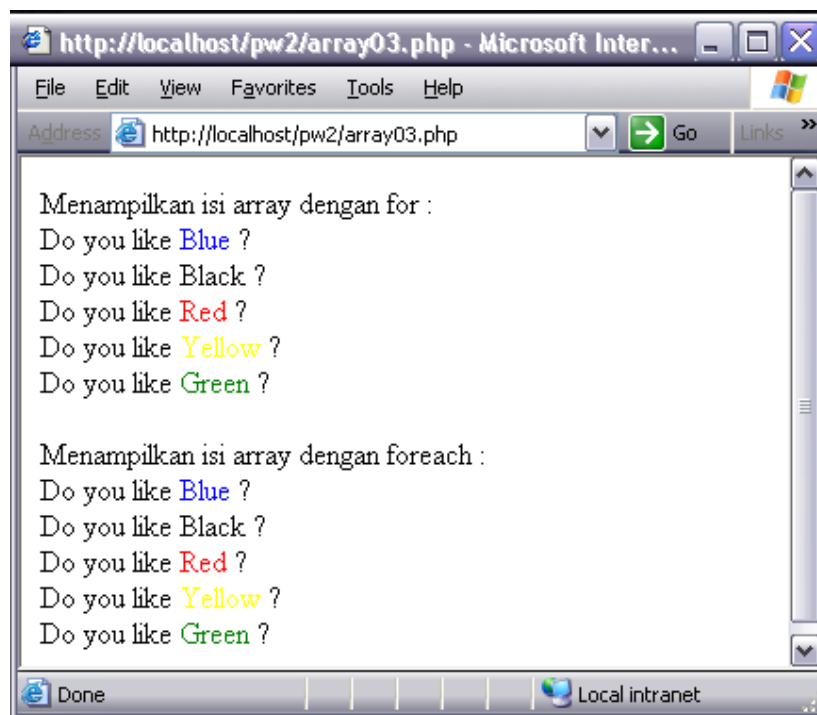 http://localhost/pw2/array03.php - Microsoft Inter...
File Edit View Favorites Tools Help
Address http://localhost/pw2/array03.php Go Links »
Menampilkan isi array dengan for :
Do you like Blue ?
Do you like Black ?
Do you like Red ?
Do you like Yellow ?
Do you like Green ?
Menampilkan isi array dengan foreach :
Do you like Blue ?
Do you like Black ?
Do you like Red ?
Do you like Yellow ?
Do you like Green ?
Done Local intranet